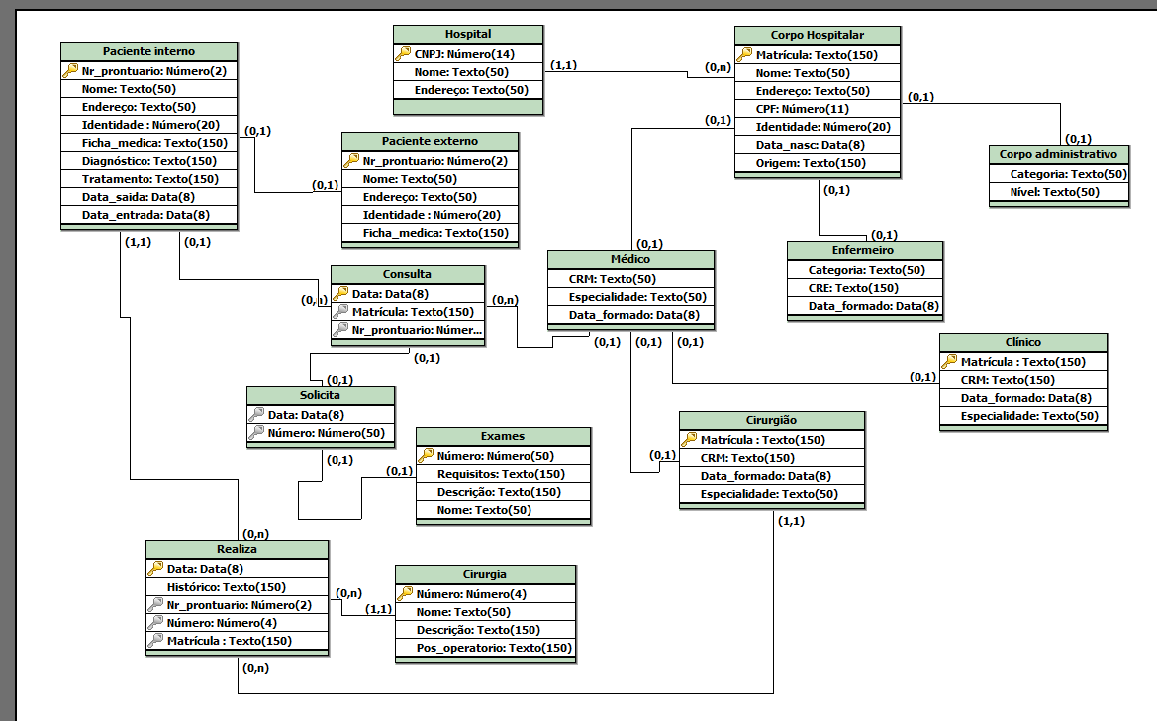 Paciente interno
Nr_prontuario: Número(2)
Nome: Texto(50)
Endereço: Texto(50)
Identidade : Número(20)
Ficha_medica: Texto(150)
Diagnóstico: Texto(150)
Tratamento: Texto(150)
Data_saida: Data(8)
Data_entrada: Data(8)
(0,1)
(1,1)
(0,1)
Hospital
CNPJ: Número(14)
Nome: Texto(50)
Endereço: Texto(50)
(1,1)
(0,n)
Corpo Hospitalar
Matrícula: Texto(150)
Nome: Texto(50)
Endereço: Texto(50)
CPF: Número(11)
Identidade: Número(20)
Data_nasc: Data(8)
Origem: Texto(150)
(0,1)
(0,1)
(0,1)
(0,1)
Corpo administrativo
Categoria: Texto(50)
Nível: Texto(50)
Paciente externo
Nr_prontuario: Número(2)
Nome: Texto(50)
Endereço: Texto(50)
Identidade : Número(20)
Ficha_medica: Texto(150)
(0,1)
(0,1)
Enfermeiro
Categoria: Texto(50)
CRE: Texto(150)
Data_formado: Data(8)
(0,1)
Médico
CRM: Texto(50)
Especialidade: Texto(50)
Data_formado: Data(8)
(0,1)
(0,1)
(0,1)
Consulta
Data: Data(8)
Matrícula: Texto(150)
Nr_prontuario: Númer...
(0,n)
(0,n)
(0,1)
(0,1)
Clínico
Matrícula : Texto(150)
CRM: Texto(150)
Data_formado: Data(8)
Especialidade: Texto(50)
(0,1)
Solicita
Data: Data(8)
Número: Número(50)
(0,1)
(0,1)
Exames
Número: Número(50)
Requisitos: Texto(150)
Descrição: Texto(150)
Nome: Texto(50)
(0,1)
Cirurgião
Matrícula : Texto(150)
CRM: Texto(150)
Data_formado: Data(8)
Especialidade: Texto(50)
(1,1)
(0,n)
Realiza
Data: Data(8)
Histórico: Texto(150)
Nr_prontuario: Número(2)
Número: Número(4)
Matrícula : Texto(150)
(0,n)
(0,n)
(1,1)
Cirurgia
Número: Número(4)
Nome: Texto(50)
Descrição: Texto(150)
Pos_operatorio: Texto(150)